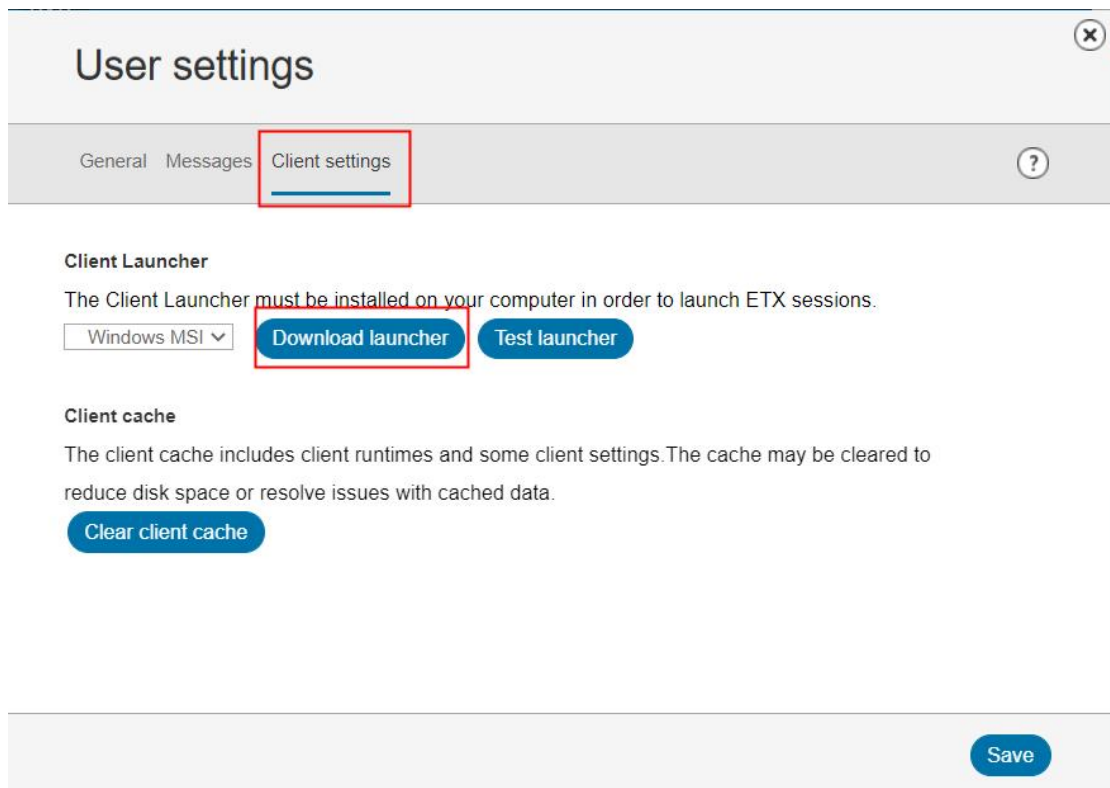 User settings
General Messages Client settings
?
Client Launcher
The Client Launcher must be installed on your computer in order to launch ETX sessions.
Windows MSI Download launcher Test launcher
Client cache
The client cache includes client runtimes and some client settings.The cache may be cleared to
reduce disk space or resolve issues with cached data.
Clear client cache
Save